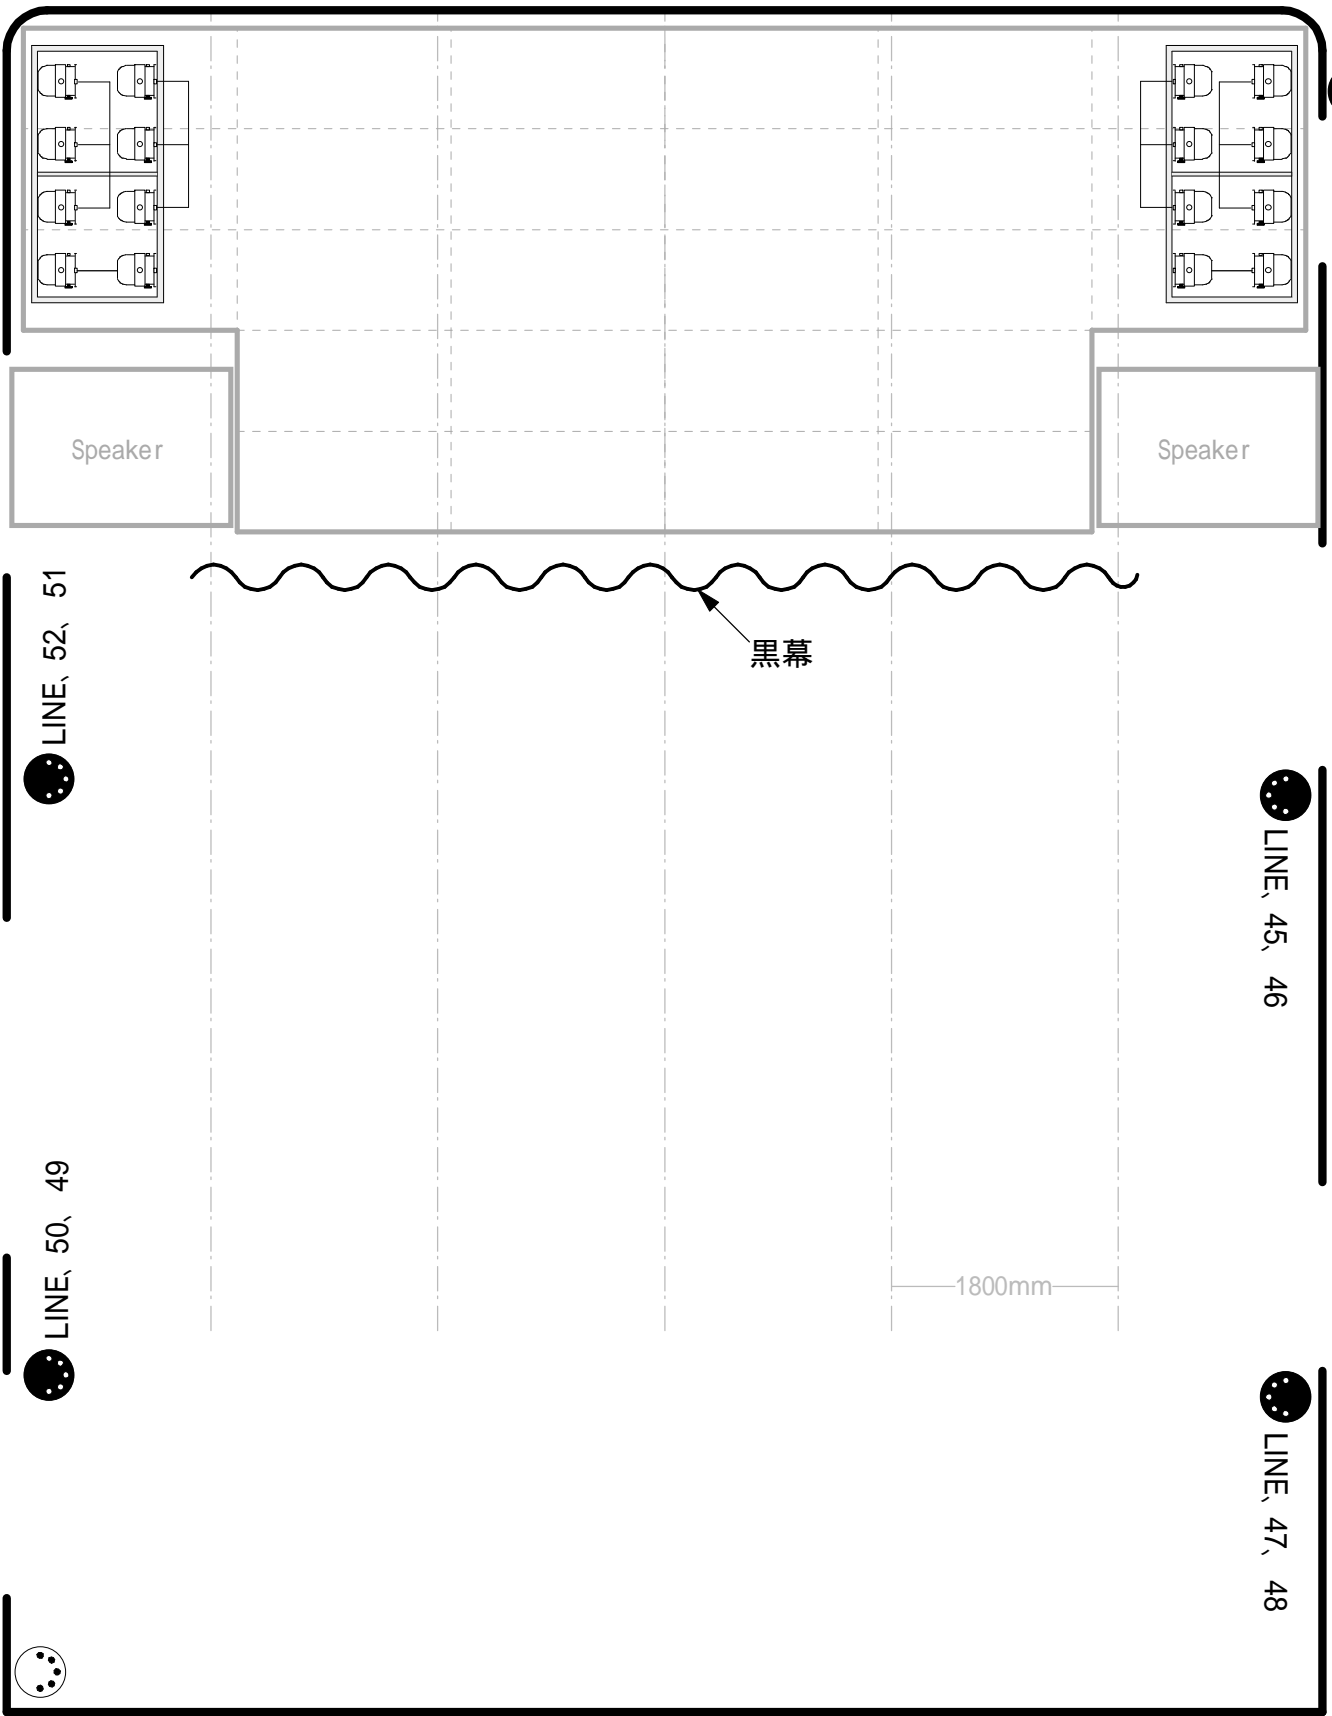 Speaker
Speaker
LINE、52、51
黒幕
LINE、45、46
LINE、50、49
1800mm
LINE、47、48